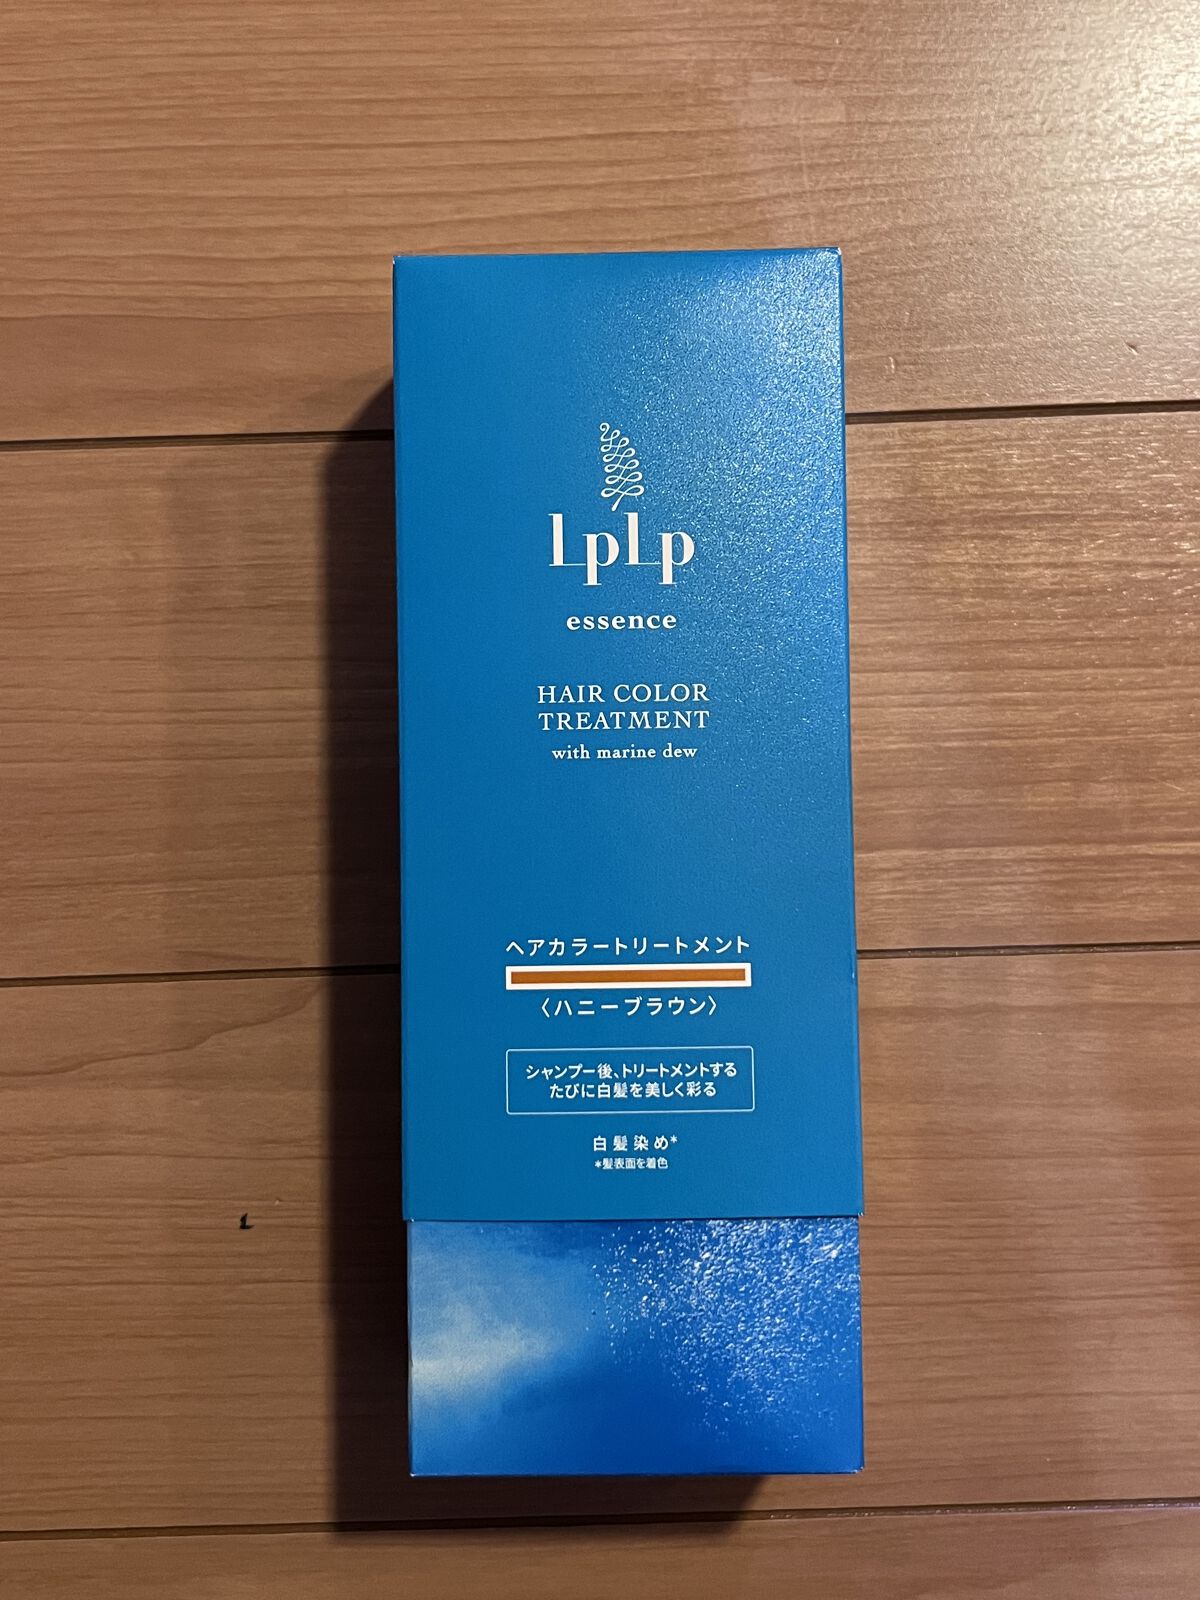 LpLp
essence
HAIR COLOR
TREATMENT
with marine dew
ヘアカラートリートメント
〈ハニーブラウン〉
シャンプー後、トリートメントする
たびに白髪を美しく彩る
白髪染め*
*髪表面を着色